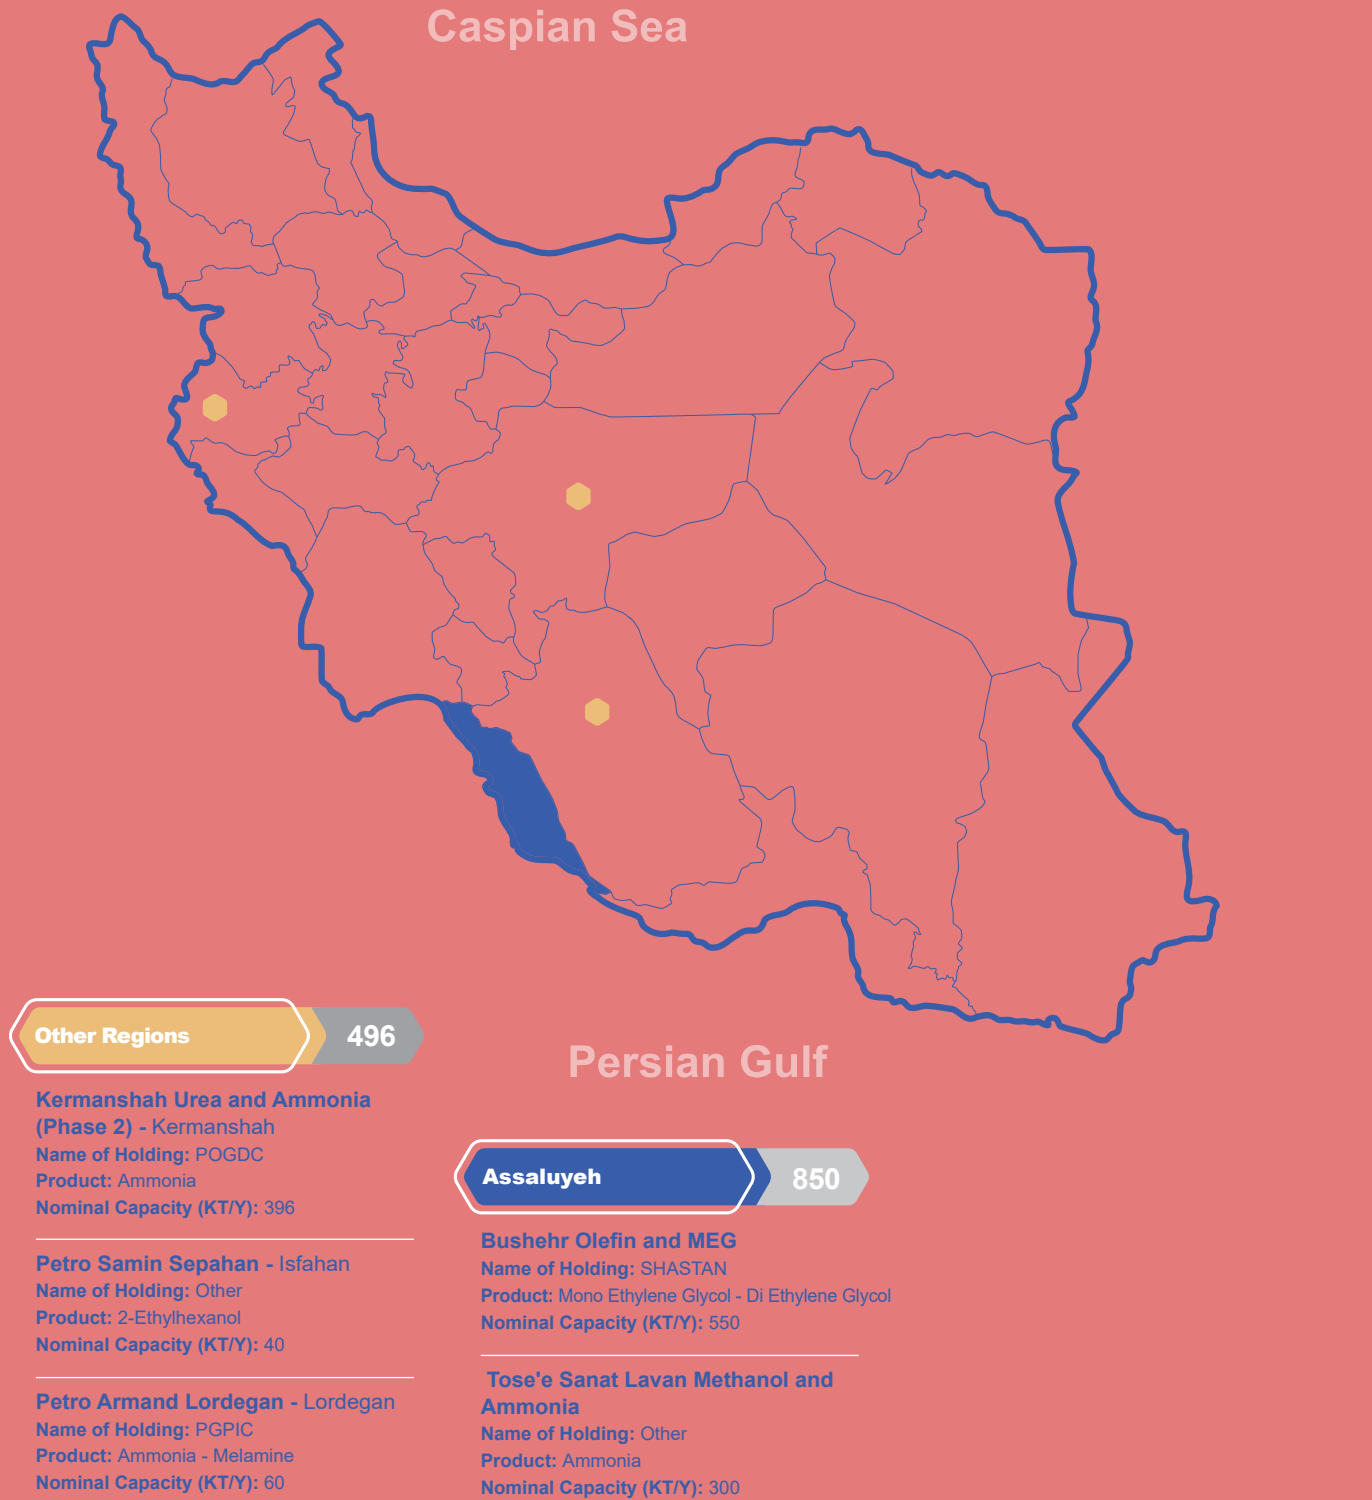 Caspian Sea
Other Regions 496
Kermanshah Urea and Ammonia
(Phase 2) - Kermanshah
Name of Holding: POGDC
Product: Ammonia
Nominal Capacity (KT/Y): 396
Petro Samin Sepahan - Isfahan
Name of Holding: Other
Product: 2-Ethylhexanol
Nominal Capacity (KT/Y): 40
Petro Armand Lordegan - Lordegan
Name of Holding: PGPIC
Product: Ammonia - Melamine
Nominal Capacity (KT/Y): 60
Persian Gulf
Assaluyeh 850
Bushehr Olefin and MEG
Name of Holding: SHASTAN
Product: Mono Ethylene Glycol - Di Ethylene Glycol
Nominal Capacity (KT/Y): 550
Tose'e Sanat Lavan Methanol and
Ammonia
Name of Holding: Other
Product: Ammonia
Nominal Capacity (KT/Y): 300